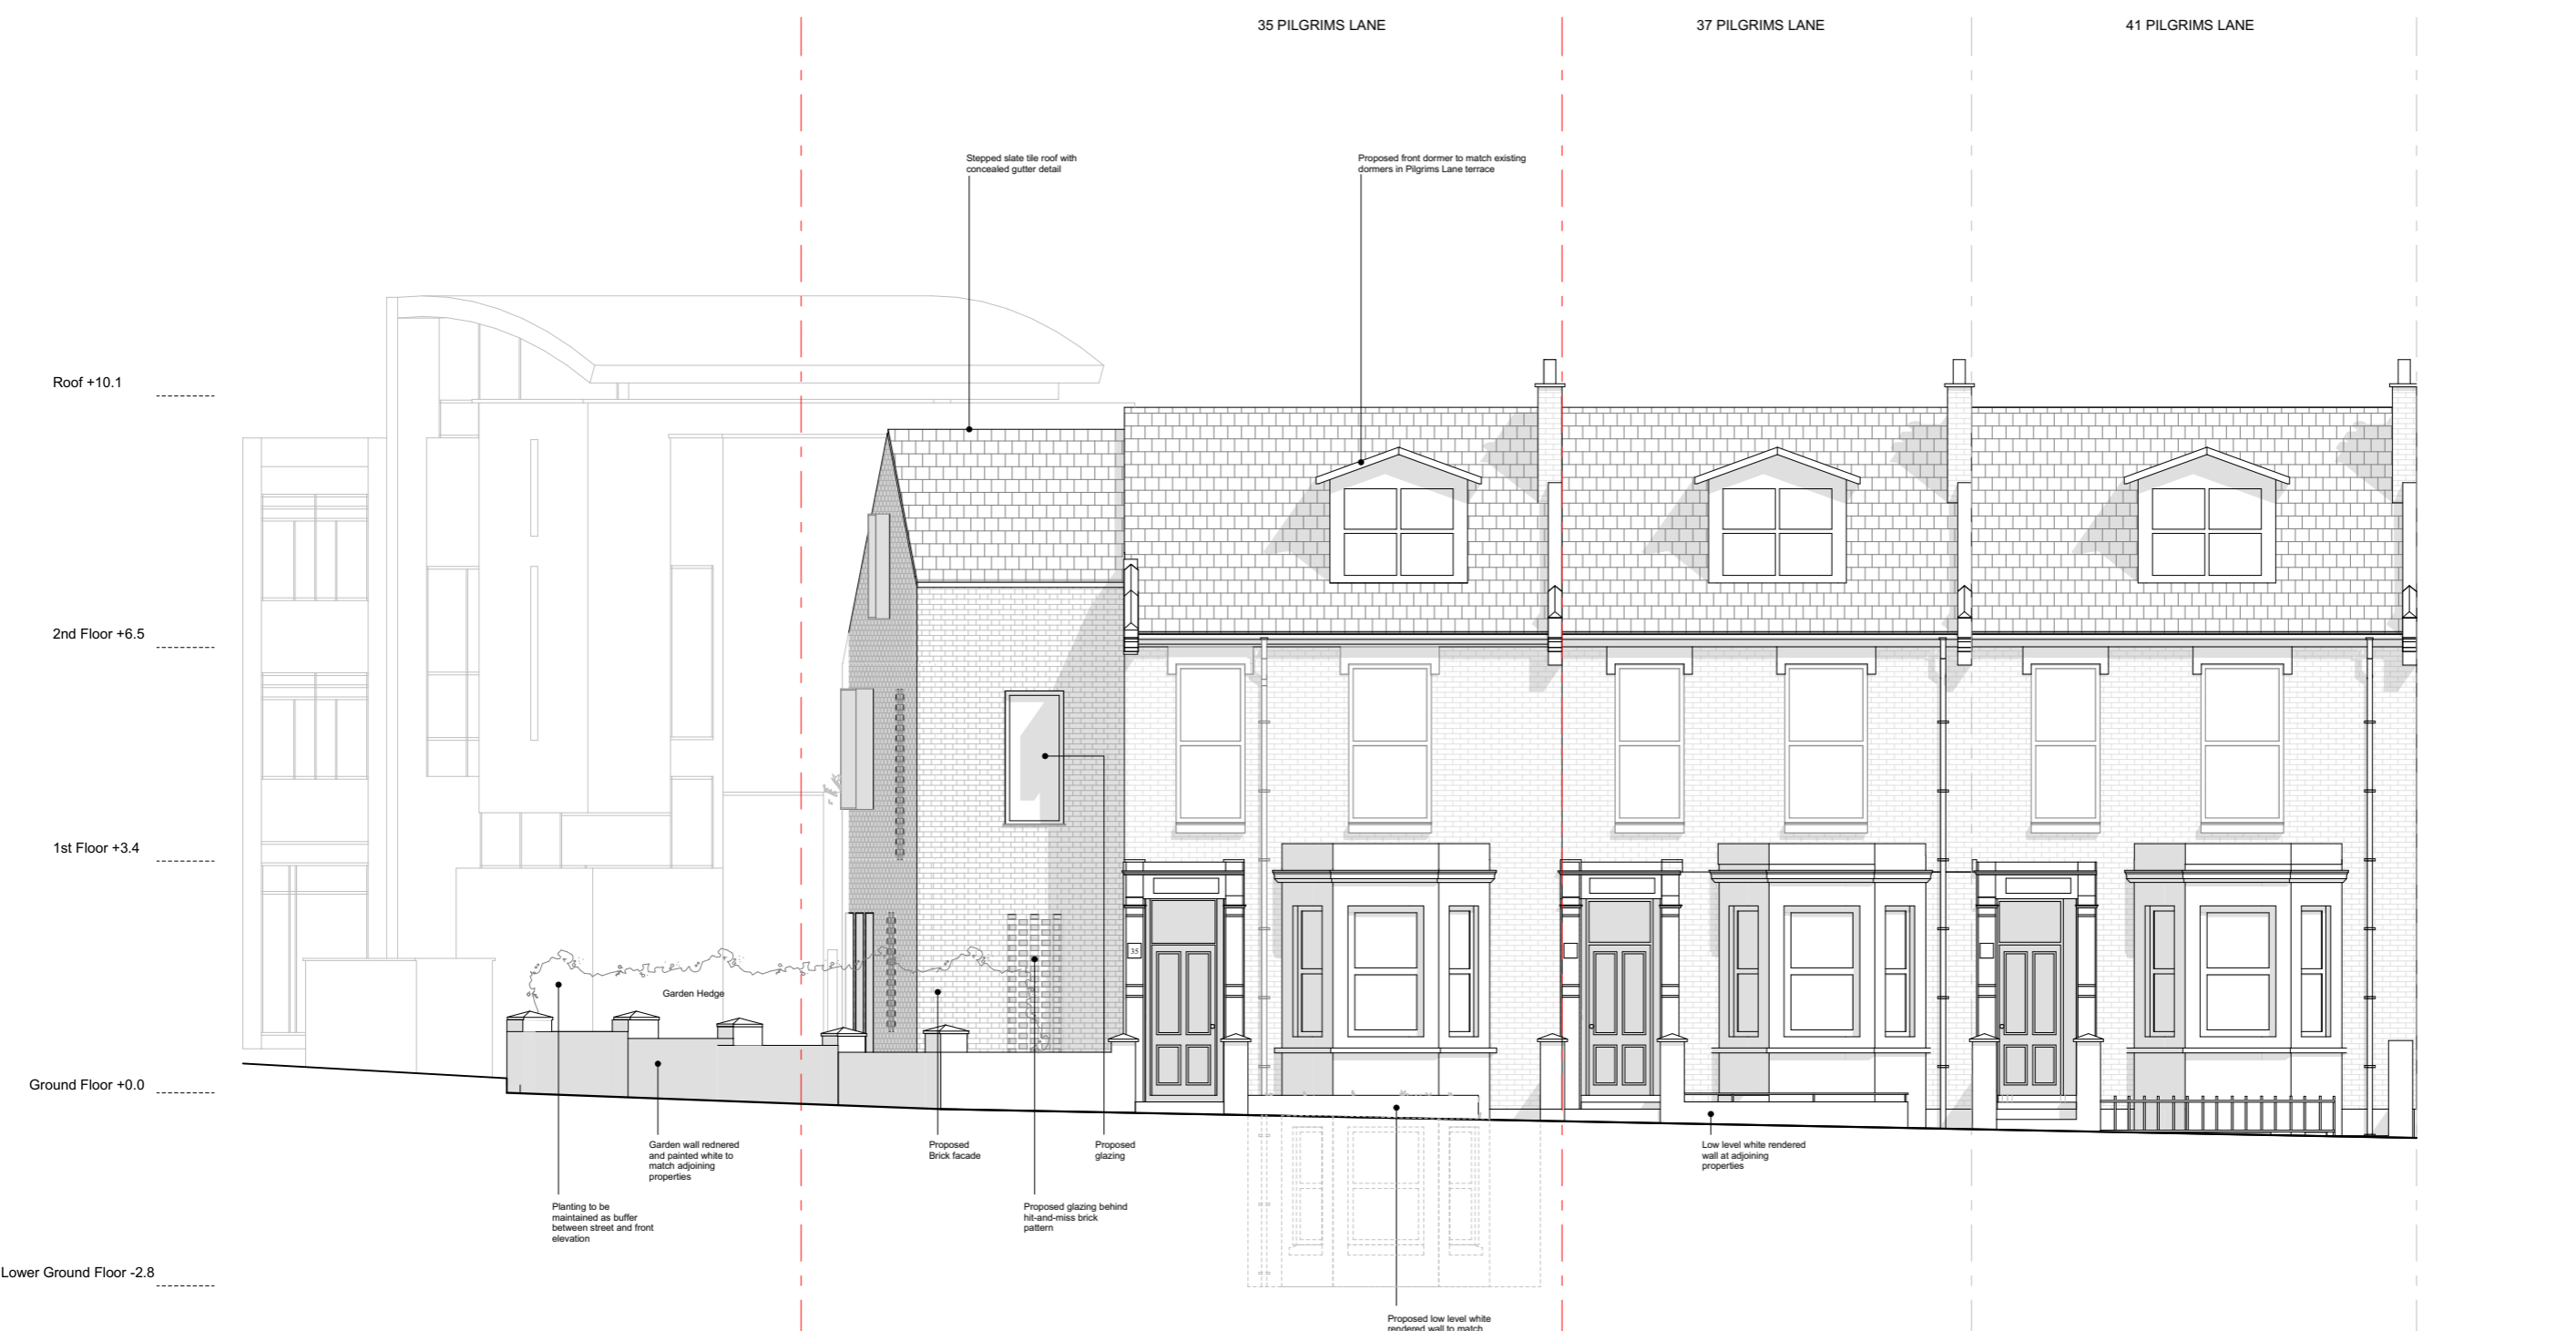 35 PILGRIMS LANE
37 PILGRIMS LANE
41 PILGRIMS LANE
Stepped slate tile roof with
concealed gutter detail
Proposed front dormer to match existing
dormers in Pilgrims Lane terrace
Roof +10.1
2nd Floor +6.5
1st Floor +3.4
35
Garden Hedge
Ground Floor +0.0
Garden wall rednered
and painted white to
match adjoining
properties
Proposed
Brick facade
Proposed
glazing
Low level white rendered
wall at adjoining
properties
Planting to be
maintained as buffer
between street and front
elevation
Proposed glazing behind
hit-and-miss brick
pattern
Lower Ground Floor -2.8
Proposed low level white
rendered wall to match